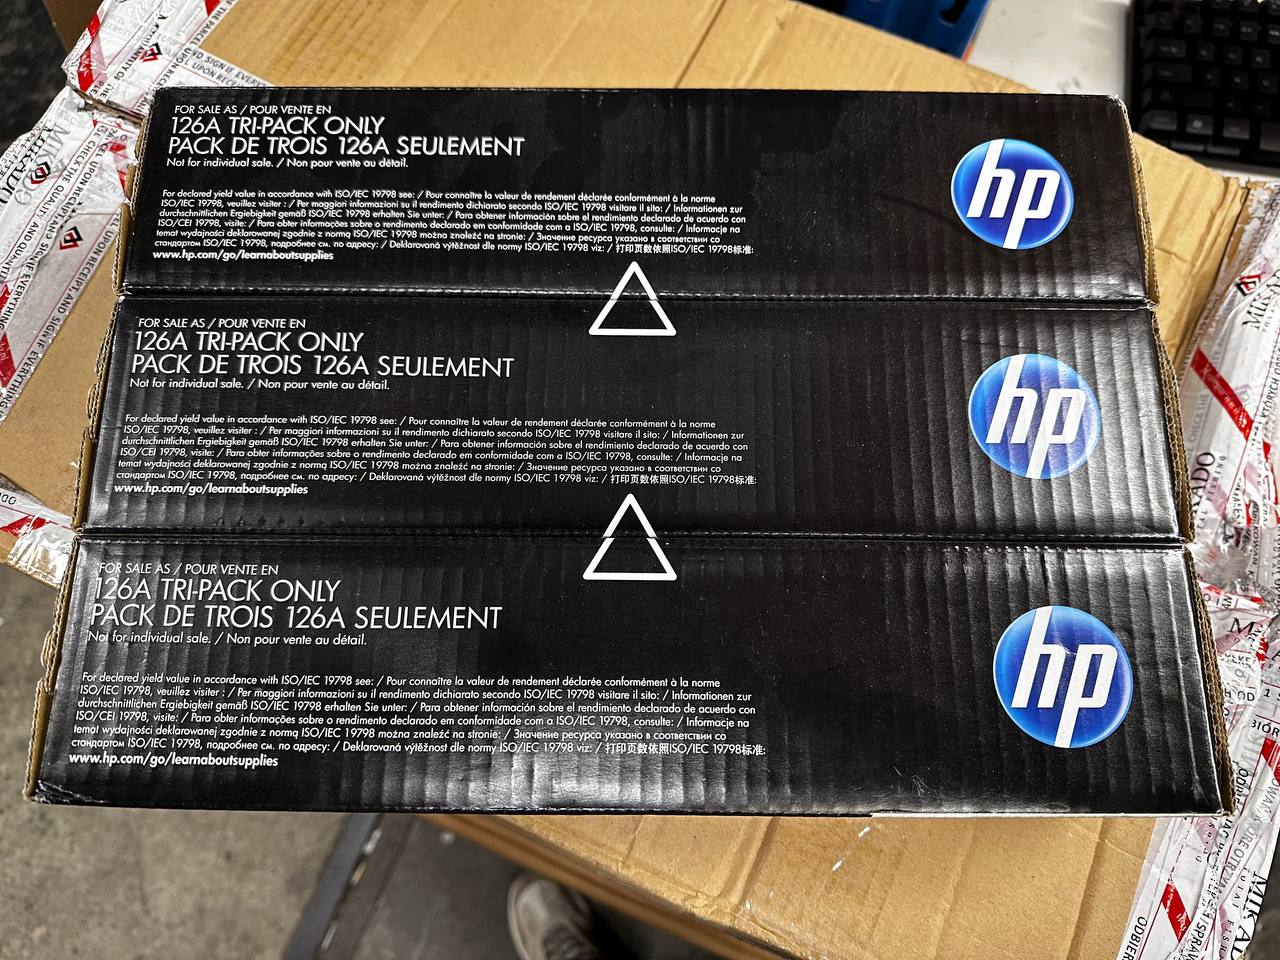 FOR SALE AS / POUR VENTE EN
126A TRI-PACK ONLY
PACK DE TROIS 126A SEULEMENT
Not for individual sale. / Non pour vente au détail.
For declared yield value in accordance with ISO/IEC 19798 see: / Pour connaître la valeur de rendement déclarée conformément à la norme
ISO/IEC 19798, veuillez visiter : / Per maggiori informazioni su il rendimento dichiarato secondo ISO/IEC 19798 visitare il sito: / Informationen zur
durchschnittlichen Ergiebigkeit gemäß ISO/IEC 19798 erhalten Sie unter: / Para obtener información sobre el rendimiento declarado de acuerdo con
ISO/CEI 19798, visite: / Para obter informações sobre o rendimento declarado em conformidade com a ISO/IEC 19798, consulte: / Informacje na
temat wydajności deklarowanej zgodnie z normą ISO/IEC 19798 można znaleźć na stronie: / Значение ресурса указано в соответствии со
стандартом ISO/IEC 19798, подробнее см. по адресу: / Deklarovaná výtěžnost dle normy ISO/IEC 19798 viz: / 打印页数依照ISO/IEC 19798标准:
www.hp.com/go/learnaboutsupplies
hp
FOR SALE AS / POUR VENTE EN
126A TRI-PACK ONLY
PACK DE TROIS 126A SEULEMENT
Not for individual sale. / Non pour vente au détail.
For declared yield value in accordance with ISO/IEC 19798 see: / Pour connaître la valeur de rendement déclarée conformément à la norme
ISO/IEC 19798, veuillez visiter : / Per maggiori informazioni su il rendimento dichiarato secondo ISO/IEC 19798 visitare il sito: / Informationen zur
durchschnittlichen Ergiebigkeit gemäß ISO/IEC 19798 erhalten Sie unter: / Para obtener información sobre el rendimiento declarado de acuerdo con
ISO/CEI 19798, visite: / Para obter informações sobre o rendimento declarado em conformidade com a ISO/IEC 19798, consulte: / Informacje na
temat wydajności deklarowanej zgodnie z normą ISO/IEC 19798 można znaleźć na stronie: / Значение ресурса указано в соответствии со
стандартом ISO/IEC 19798, подробнее см. по адресу: / Deklarovaná výtěžnost dle normy ISO/IEC 19798 viz: / 打印页数依照ISO/IEC 19798标准:
www.hp.com/go/learnaboutsupplies
hp
FOR SALE AS / POUR VENTE EN
126A TRI-PACK ONLY
PACK DE TROIS 126A SEULEMENT
Not for individual sale. / Non pour vente au détail.
For declared yield value in accordance with ISO/IEC 19798 see: / Pour connaître la valeur de rendement déclarée conformément à la norme
ISO/IEC 19798, veuillez visiter : / Per maggiori informazioni su il rendimento dichiarato secondo ISO/IEC 19798 visitare il sito: / Informationen zur
durchschnittlichen Ergiebigkeit gemäß ISO/IEC 19798 erhalten Sie unter: / Para obtener información sobre el rendimiento declarado de acuerdo con
ISO/CEI 19798, visite: / Para obter informações sobre o rendimento declarado em conformidade com a ISO/IEC 19798, consulte: / Informacje na
temat wydajności deklarowanej zgodnie z normą ISO/IEC 19798 można znaleźć na stronie: / Значение ресурса указано в соответствии со
стандартом ISO/IEC 19798, подробнее см. по адресу: / Deklarovaná výtěžnost dle normy ISO/IEC 19798 viz: / 打印页数依照ISO/IEC 19798标准:
www.hp.com/go/learnaboutsupplies
hp
MIKADO